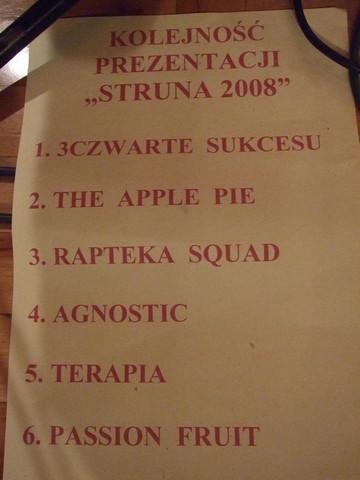 KOLEJNOŚĆ
PREZENTACJI
„STRUNA 2008”
1. 3CZWARTE SUKCESU
2. THE APPLE PIE
3. RAPTEKA SQUAD
4. AGNOSTIC
5. TERAPIA
6. PASSION FRUIT